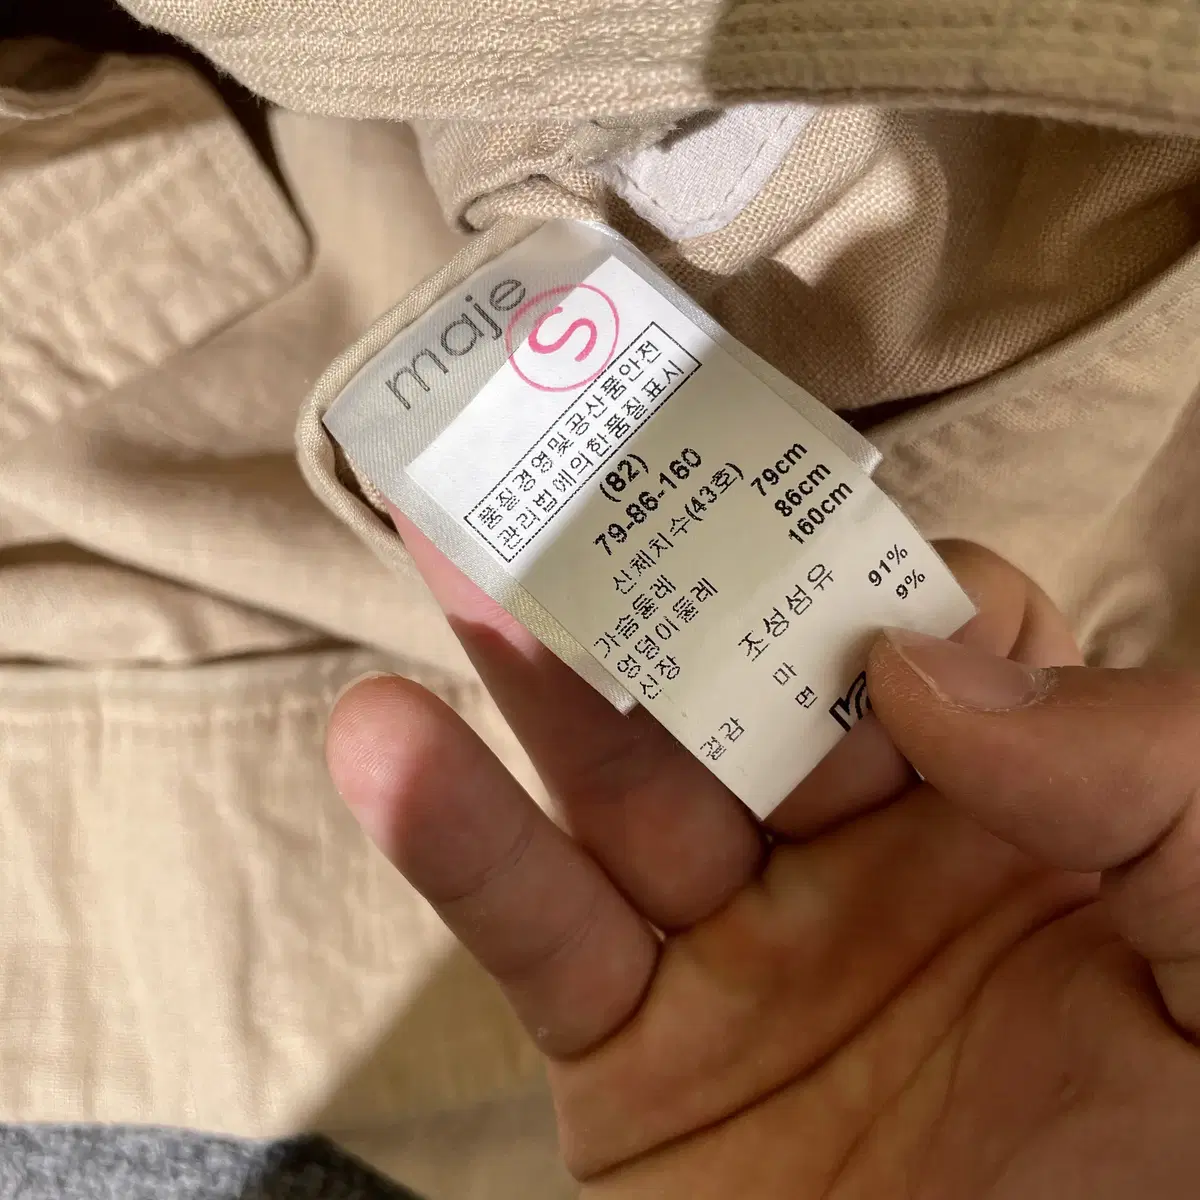 maje
S
품질경영및공산품안전
관리법에의한품질표시
(82)
79-86-160
신체치수(43호)
가슴둘레 79cm
엉덩이둘레 86cm
신장 160cm
조성섬유
겉감 마 91%
면 9%